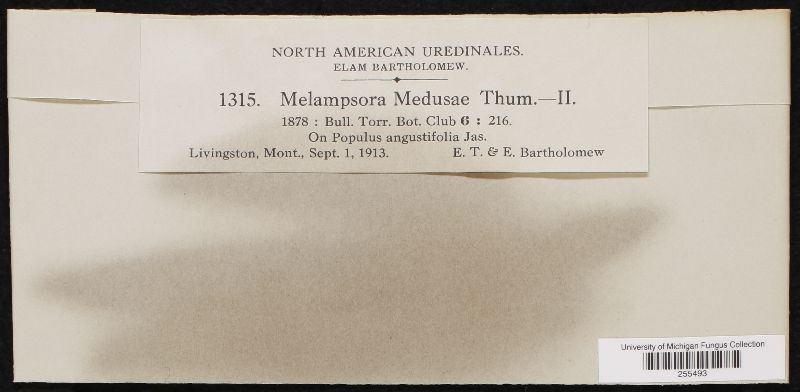 NORTH AMERICAN UREDINALES.
ELAM BARTHOLOMEW.
1315. Melampsora Medusae Thum.—II.
1878 : Bull. Torr. Bot. Club 6 : 216.
On Populus angustifolia Jas.
Livingston, Mont., Sept. 1, 1913. E. T. & E. Bartholomew
University of Michigan Fungus Collection
255493